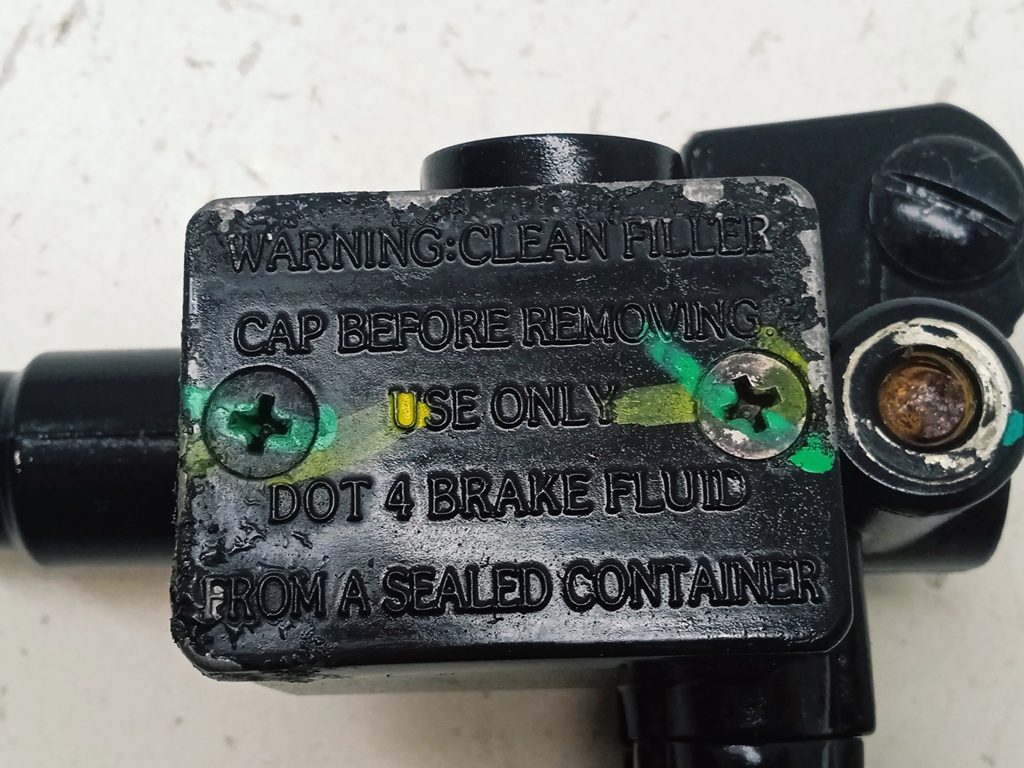 WARNING:CLEAN FILLER
CAP BEFORE REMOVING.
USE ONLY
DOT 4 BRAKE FLUID
FROM A SEALED CONTAINER